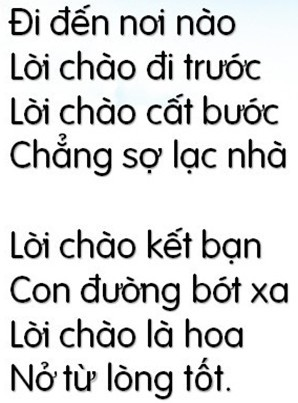 Đi đến nơi nào
Lời chào đi trước
Lời chào cất bước
Chẳng sợ lạc nhà
Lời chào kết bạn
Con đường bớt xa
Lời chào là hoa
Nở từ lòng tốt.